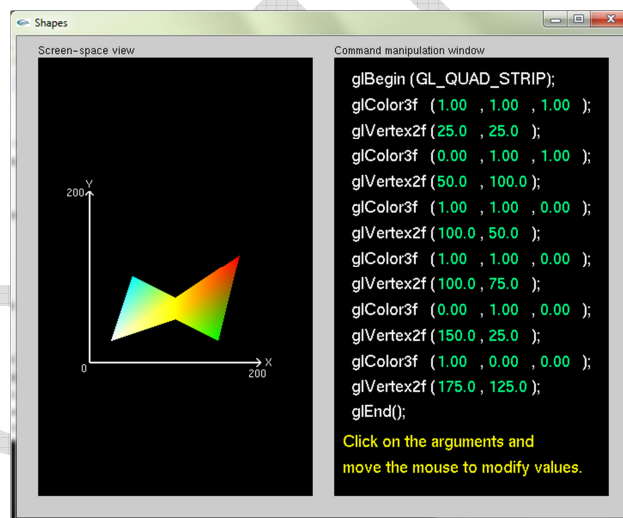 Shapes
Screen-space view
Command manipulation window
200
Y
0
X
200
glBegin (GL_QUAD_STRIP);
glColor3f (1.00 , 1.00 , 1.00 );
glVertex2f (25.0 , 25.0 );
glColor3f (0.00 , 1.00 , 1.00 );
glVertex2f (50.0 , 100.0 );
glColor3f (1.00 , 1.00 , 0.00 );
glVertex2f (100.0 , 50.0 );
glColor3f (1.00 , 1.00 , 0.00 );
glVertex2f (100.0 , 75.0 );
glColor3f (0.00 , 1.00 , 0.00 );
glVertex2f (150.0 , 25.0 );
glColor3f (1.00 , 0.00 , 0.00 );
glVertex2f (175.0 , 125.0 );
glEnd();
Click on the arguments and
move the mouse to modify values.